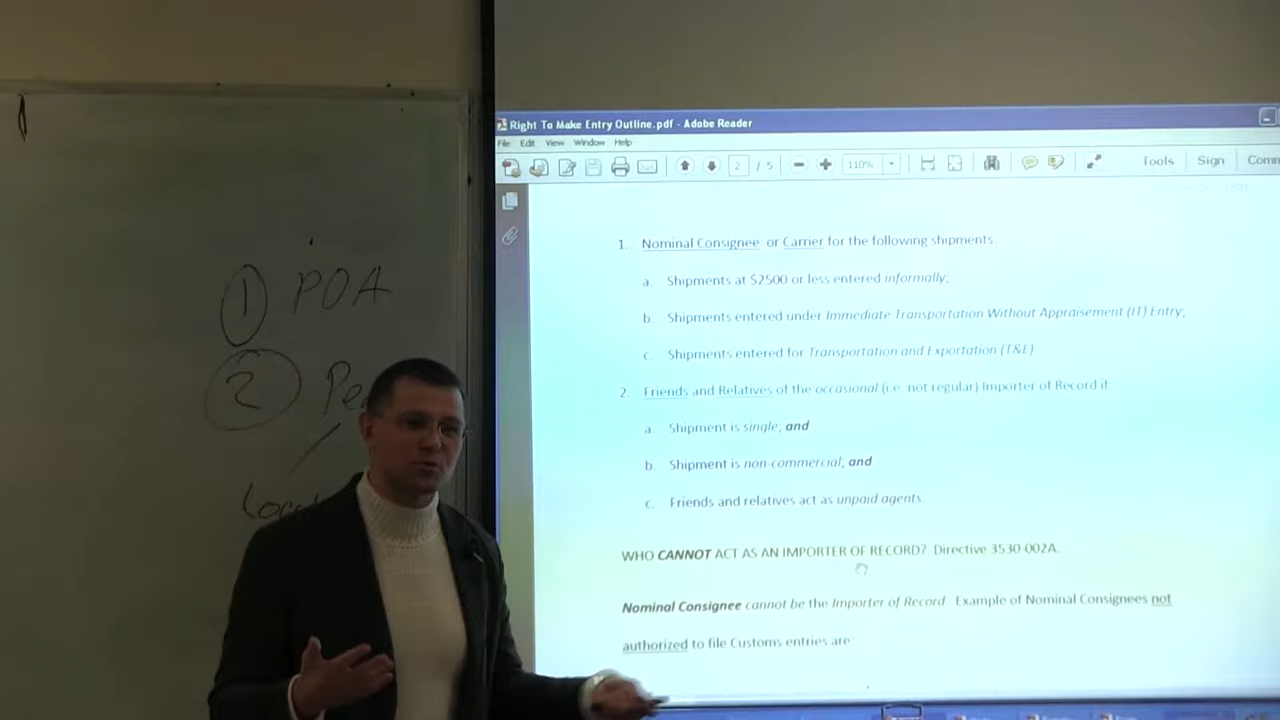 Right To Make Entry Outline.pdf - Adobe Reader
File Edit View Window Help
2 / 5 110% Tools Sign
1. Nominal Consignee or Carrier for the following shipments:
a. Shipments at $2500 or less entered informally;
b. Shipments entered under Immediate Transportation Without Appraisement (IT) Entry;
c. Shipments entered for Transportation and Exportation (T&E).
2. Friends and Relatives of the occasional (i.e. not regular) Importer of Record if:
a. Shipment is single; and
b. Shipment is non-commercial; and
c. Friends and relatives act as unpaid agents.
WHO CANNOT ACT AS AN IMPORTER OF RECORD? Directive 3530-002A.
Nominal Consignee cannot be the Importer of Record. Example of Nominal Consignees not
authorized to file Customs entries are:
1 POA
2